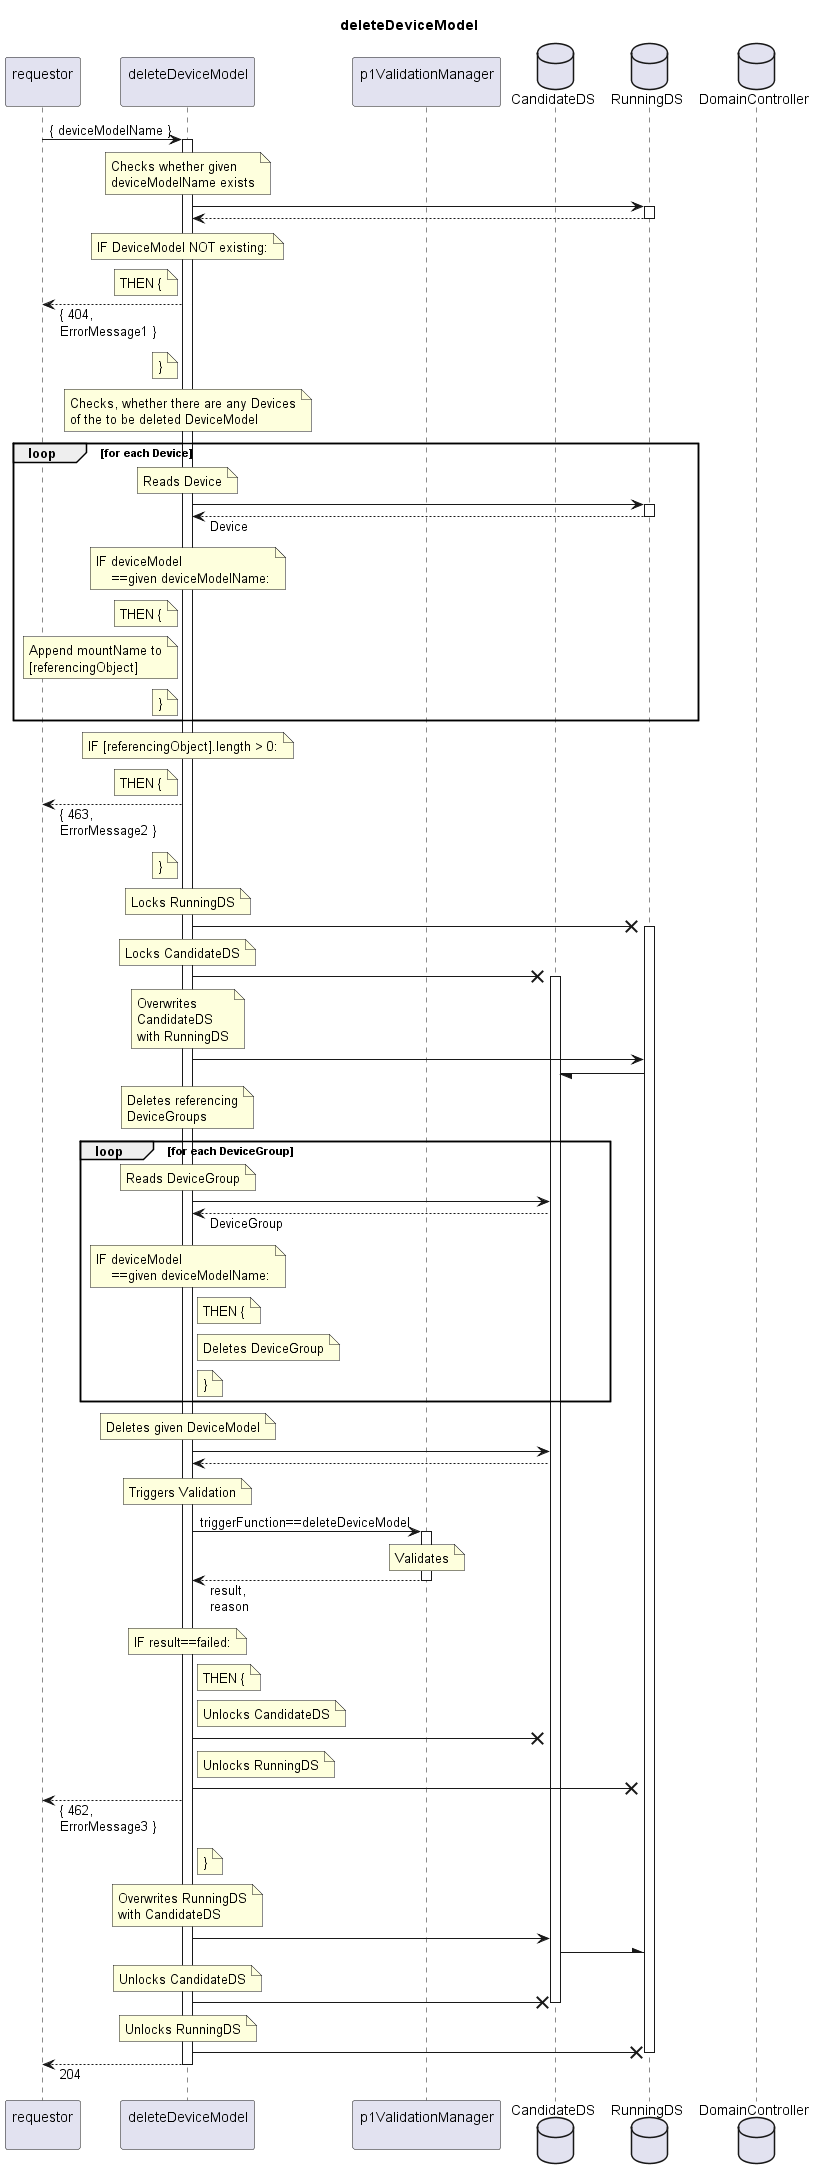 deleteDeviceModel
requestor
deleteDeviceModel
p1ValidationManager
CandidateDS
RunningDS
DomainController
{ deviceModelName }
Checks whether given
deviceModelName exists
IF DeviceModel NOT existing:
THEN {
{ 404,
ErrorMessage1 }
}
Checks, whether there are any Devices
of the to be deleted DeviceModel
loop
[for each Device]
Reads Device
Device
IF deviceModel
==given deviceModelName:
THEN {
Append mountName to
[referencingObject]
}
IF [referencingObject].length > 0:
THEN {
{ 463,
ErrorMessage2 }
}
Locks RunningDS
Locks CandidateDS
Overwrites
CandidateDS
with RunningDS
Deletes referencing
DeviceGroups
loop
[for each DeviceGroup]
Reads DeviceGroup
DeviceGroup
IF deviceModel
==given deviceModelName:
THEN {
Deletes DeviceGroup
}
Deletes given DeviceModel
Triggers Validation
triggerFunction==deleteDeviceModel
Validates
result,
reason
IF result==failed:
THEN {
Unlocks CandidateDS
Unlocks RunningDS
{ 462,
ErrorMessage3 }
}
Overwrites RunningDS
with CandidateDS
Unlocks CandidateDS
Unlocks RunningDS
204
requestor
deleteDeviceModel
p1ValidationManager
CandidateDS
RunningDS
DomainController